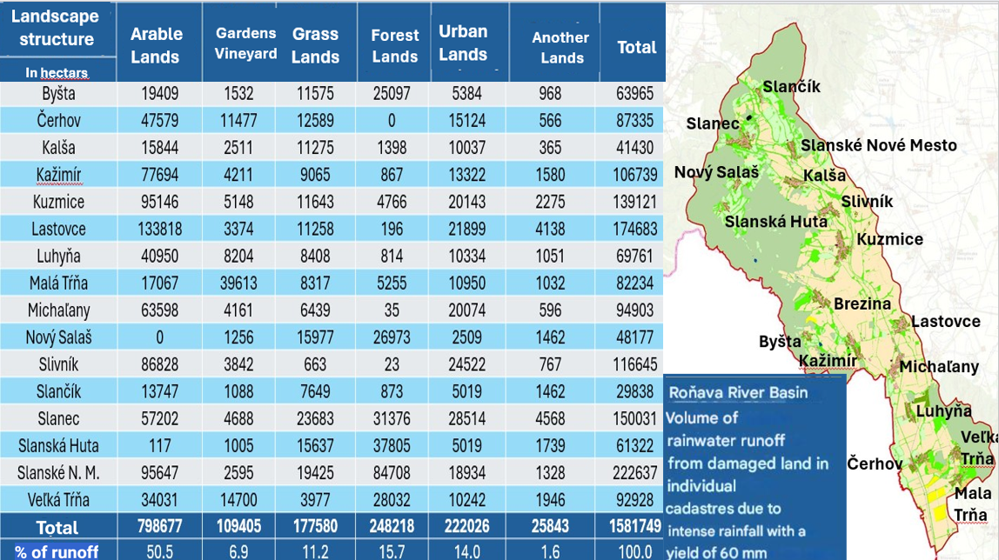 Landscape structure Arable Lands Gardens Vineyard Grass Lands Forest Lands Urban Lands Another Lands Total
In hectars
Byšta 19409 1532 11575 25097 5384 968 63965
Čerhov 47579 11477 12589 0 15124 566 87335
Kalša 15844 2511 11275 1398 10037 365 41430
Kažimír 77694 4211 9065 867 13322 1580 106739
Kuzmice 95146 5148 11643 4766 20143 2275 139121
Lastovce 133818 3374 11258 196 21899 4138 174683
Luhyňa 40950 8204 8408 814 10334 1051 69761
Malá Tŕňa 17067 39613 8317 5255 10950 1032 82234
Michaľany 63598 4161 6439 35 20074 596 94903
Nový Salaš 0 1256 15977 26973 2509 1462 48177
Slivník 86828 3842 663 23 24522 767 116645
Slančík 13747 1088 7649 873 5019 1462 29838
Slanec 57202 4688 23683 31376 28514 4568 150031
Slanská Huta 117 1005 15637 37805 5019 1739 61322
Slanské N. M. 95647 2595 19425 84708 18934 1328 222637
Veľká Tŕňa 34031 14700 3977 28032 10242 1946 92928
Total 798677 109405 177580 248218 222026 25843 1581749
% of runoff 50.5 6.9 11.2 15.7 14.0 1.6 100.0
Slančík
Slanec
Slanské Nové Mesto
Nový Salaš
Kalša
Slivník
Slanská Huta
Kuzmice
Brezina
Lastovce
Byšta
Kažimír
Michaľany
Luhyňa
Veľká
Tŕňa
Čerhov
Mala
Tŕňa
Roňava River Basin
Volume of
rainwater runoff
from damaged land in
individual
cadastres due to
intense rainfall with a
yield of 60 mm